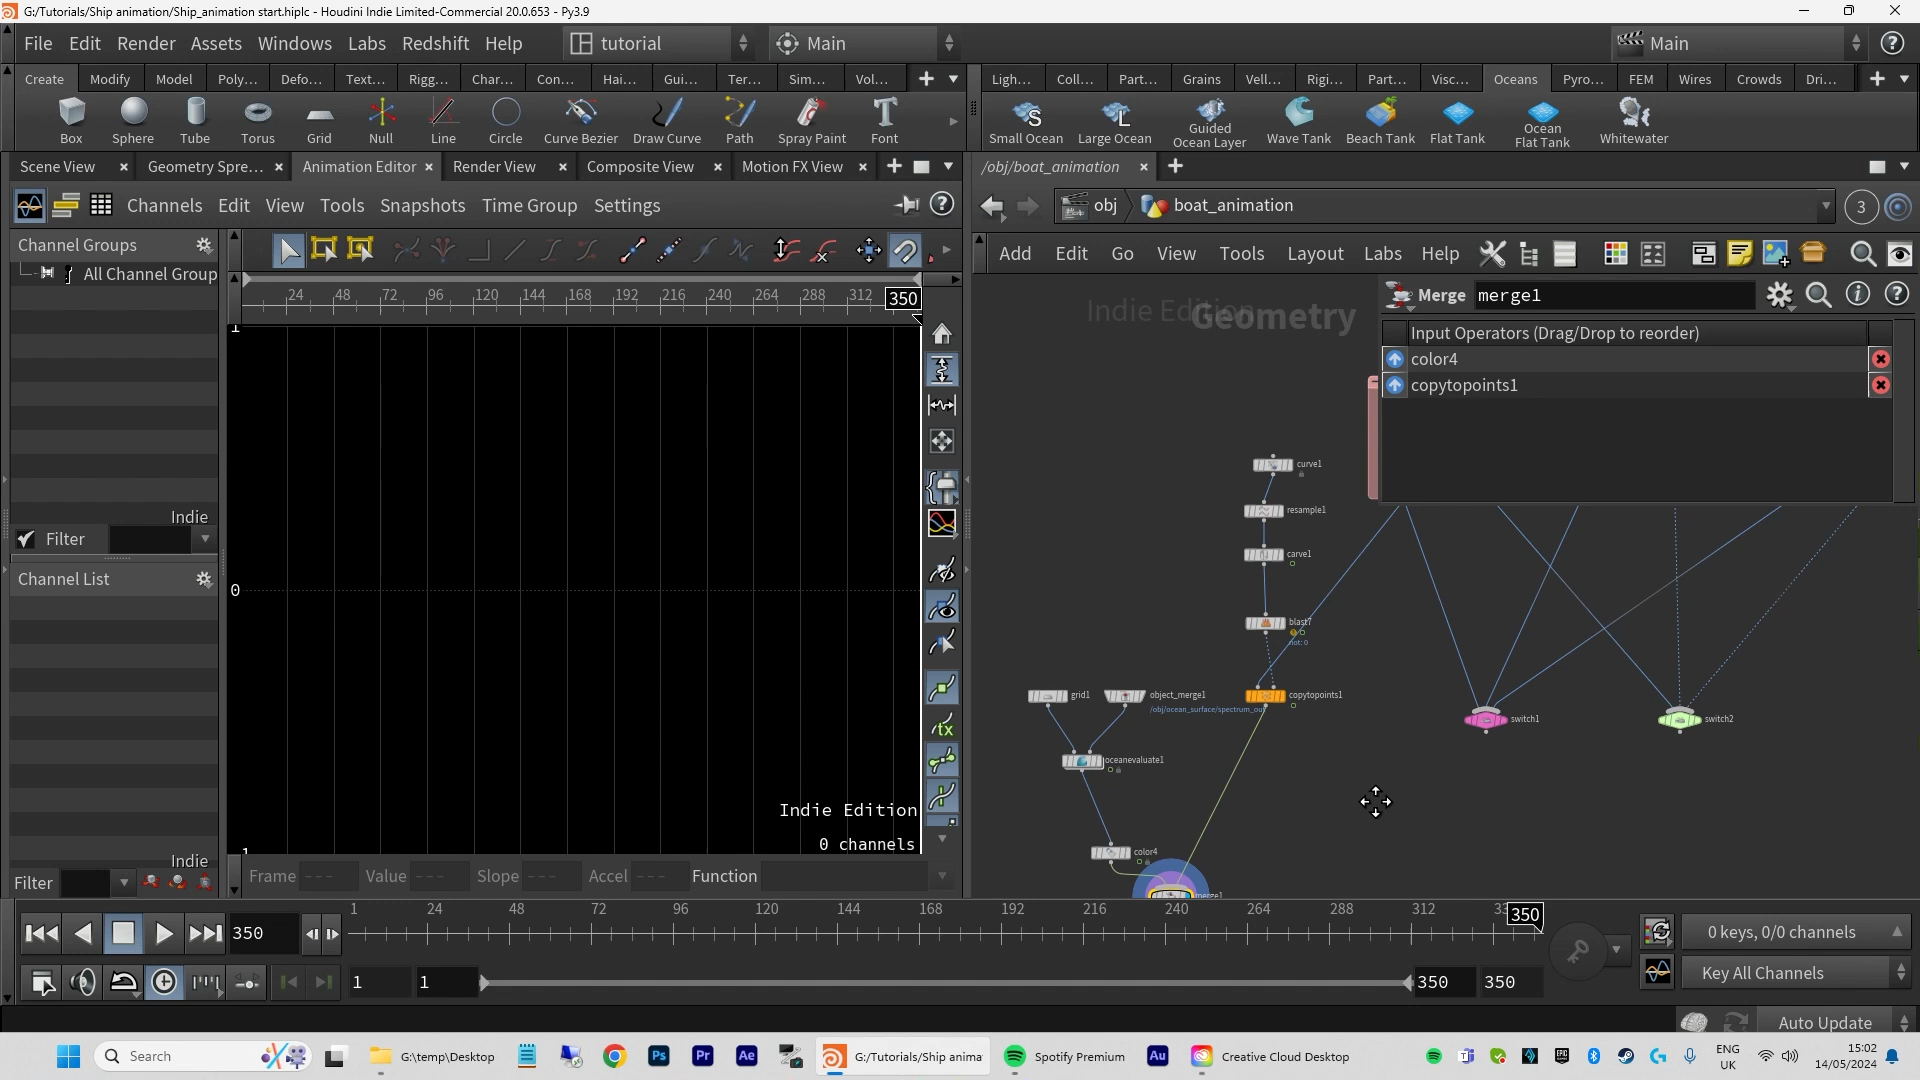 G:/Tutorials/Ship animation/Ship_animation start.hiplc - Houdini Indie Limited-Commercial 20.0.653 - Py3.9
File Edit Render Assets Windows Labs Redshift Help
tutorial
Main
Main
Create Modify Model Poly... Defo... Text... Rigg... Char... Con... Hai... Gui... Ter... Sim... Vol...
Ligh... Coll... Part... Grains Vell... Rigi... Part... Visc... Oceans Pyro... FEM Wires Crowds Dri...
Box Sphere Tube Torus Grid Null Line Circle Curve Bezier Draw Curve Path Spray Paint Font
Small Ocean Large Ocean Guided Ocean Layer Wave Tank Beach Tank Flat Tank Ocean Flat Tank Whitewater
Scene View Geometry Spre... Animation Editor Render View Composite View Motion FX View
/obj/boat_animation
Channels Edit View Tools Snapshots Time Group Settings
obj boat_animation 3
Add Edit Go View Tools Layout Labs Help
Channel Groups
All Channel Group
Indie
Filter
Channel List
Indie
Filter
24 48 72 96 120 144 168 192 216 240 264 288 312 350
1
0
-1
Indie Edition
0 channels
Frame --- Value --- Slope --- Accel --- Function
Indie Edition
Geometry
Merge merge1
Input Operators (Drag/Drop to reorder)
color4
copytopoints1
curve1
resample1
carve1
blast7
not: 0
grid1
object_merge1
/obj/ocean_surface/spectrum_out
copytopoints1
switch1
switch2
oceanevaluate1
color4
merge1
350
1 24 48 72 96 120 144 168 192 216 240 264 288 312 350
0 keys, 0/0 channels
1 1 350 350
Key All Channels
Auto Update
Search
G:\temp\Desktop
G:/Tutorials/Ship anima
Spotify Premium
Creative Cloud Desktop
ENG
UK
15:02
14/05/2024